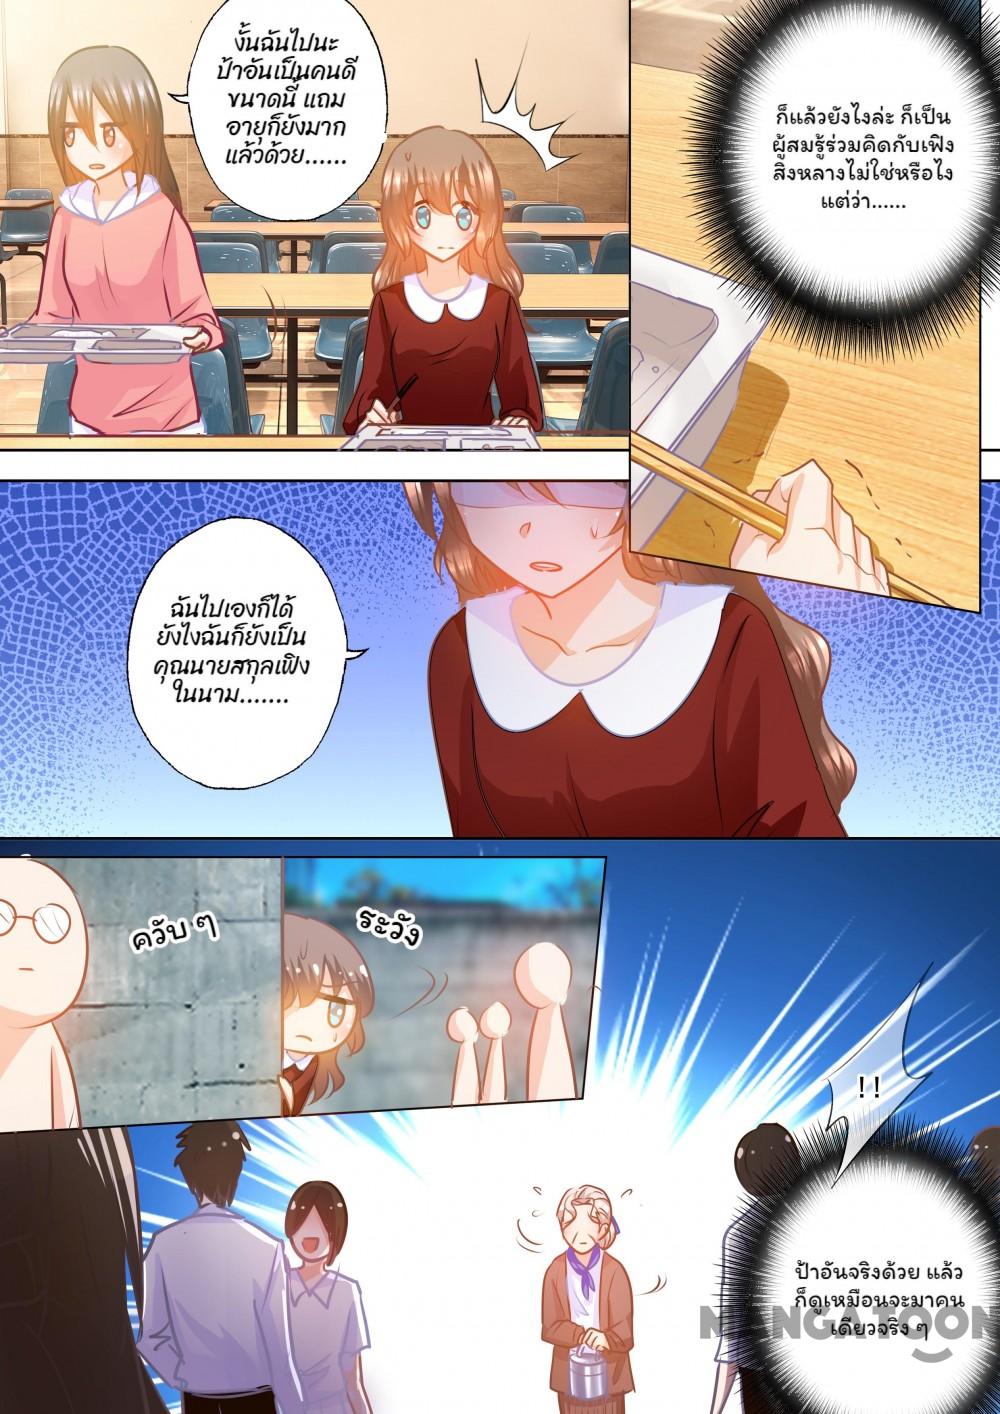 งั้นฉันไปนะ
ป้าอันเป็นคนดี
ขนาดนี้ แถม
อายุก็ยังมาก
แล้วด้วย......
ก็แล้วยังไงล่ะ ก็เป็น
ผู้สมรู้ร่วมคิดกับเฟิง
สิงหลางไม่ใช่หรือไง
แต่ว่า......
ฉันไปเองก็ได้
ยังไงฉันก็ยังเป็น
คุณนายสกุลเฟิง
ในนาม.......
ควับ ๆ
ระวัง
!!
ป้าอันจริงด้วย แล้ว
ก็ดูเหมือนจะมาคน
เดียวจริง ๆ
MANGATOON